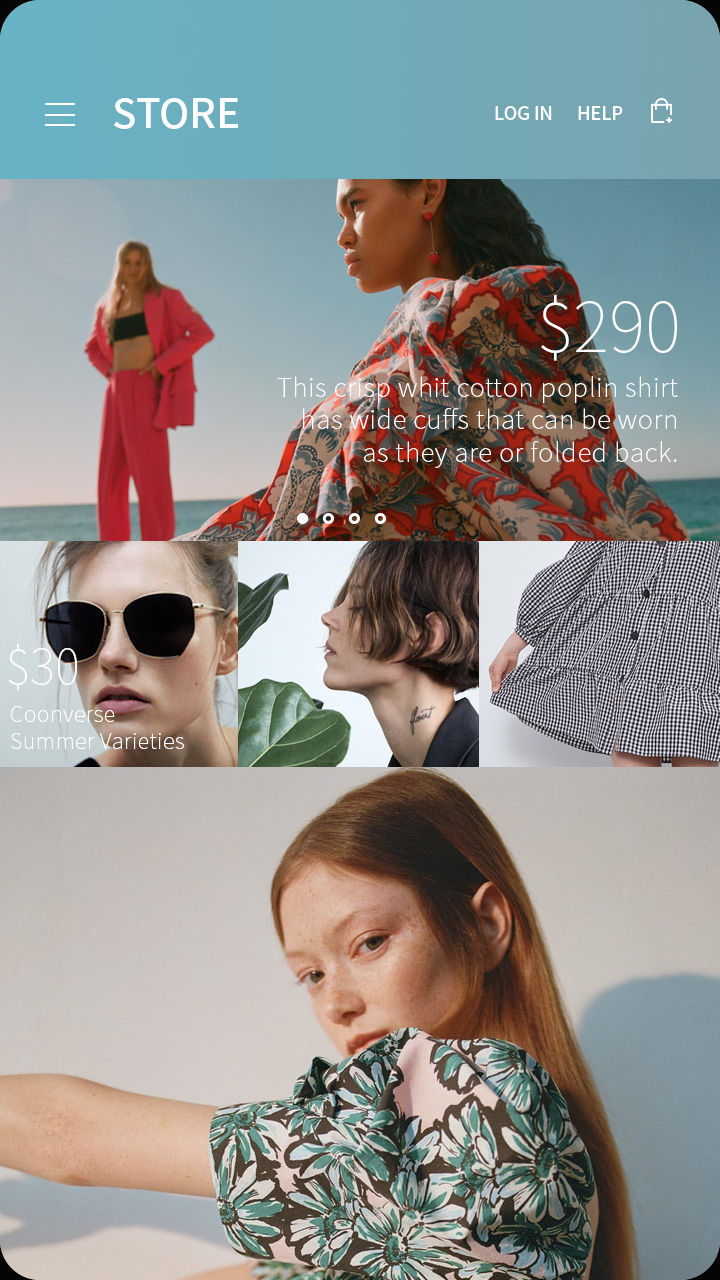 STORE
LOG IN
HELP
$290
This crisp whit cotton poplin shirt
has wide cuffs that can be worn
as they are or folded back.
$30
Coonverse
Summer Varieties